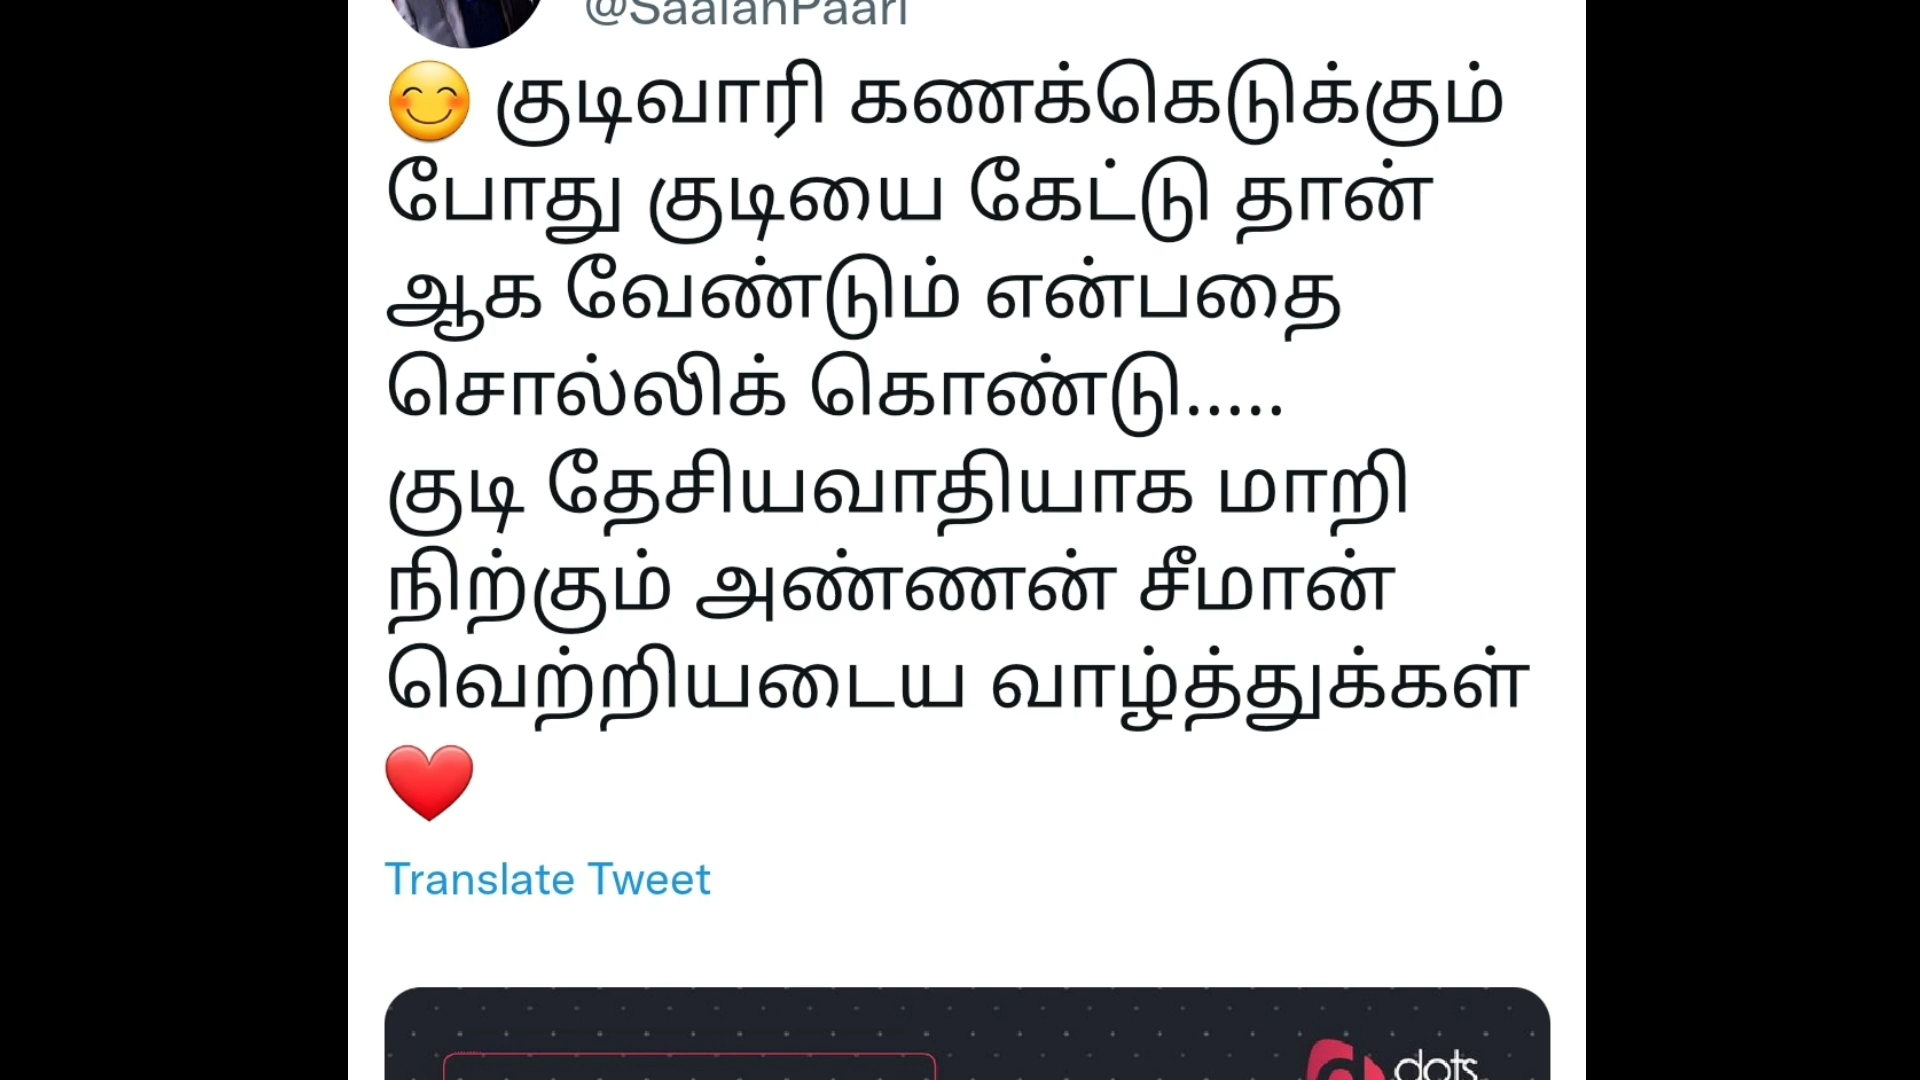 @SaalanPaari
😊 குடிவாரி கணக்கெடுக்கும்
போது குடியை கேட்டு தான்
ஆக வேண்டும் என்பதை
சொல்லிக் கொண்டு.....
குடி தேசியவாதியாக மாறி
நிற்கும் அண்ணன் சீமான்
வெற்றியடைய வாழ்த்துக்கள்
❤️
Translate Tweet
dots